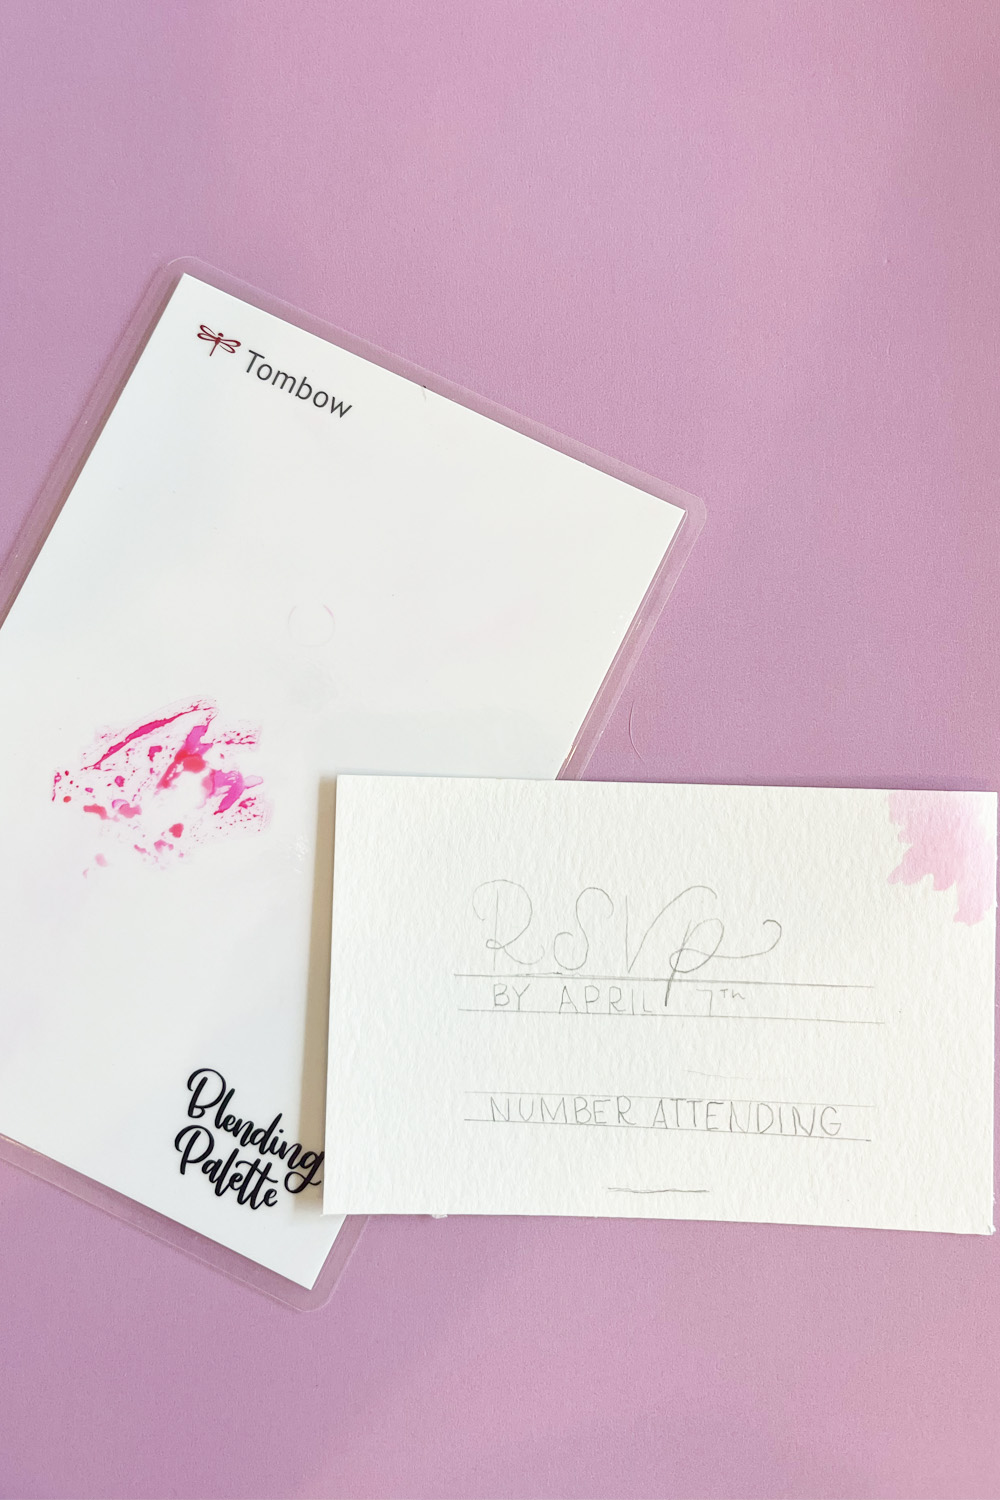 Tombow
Blending
Palette
RSVP
BY APRIL 7TH
NUMBER ATTENDING